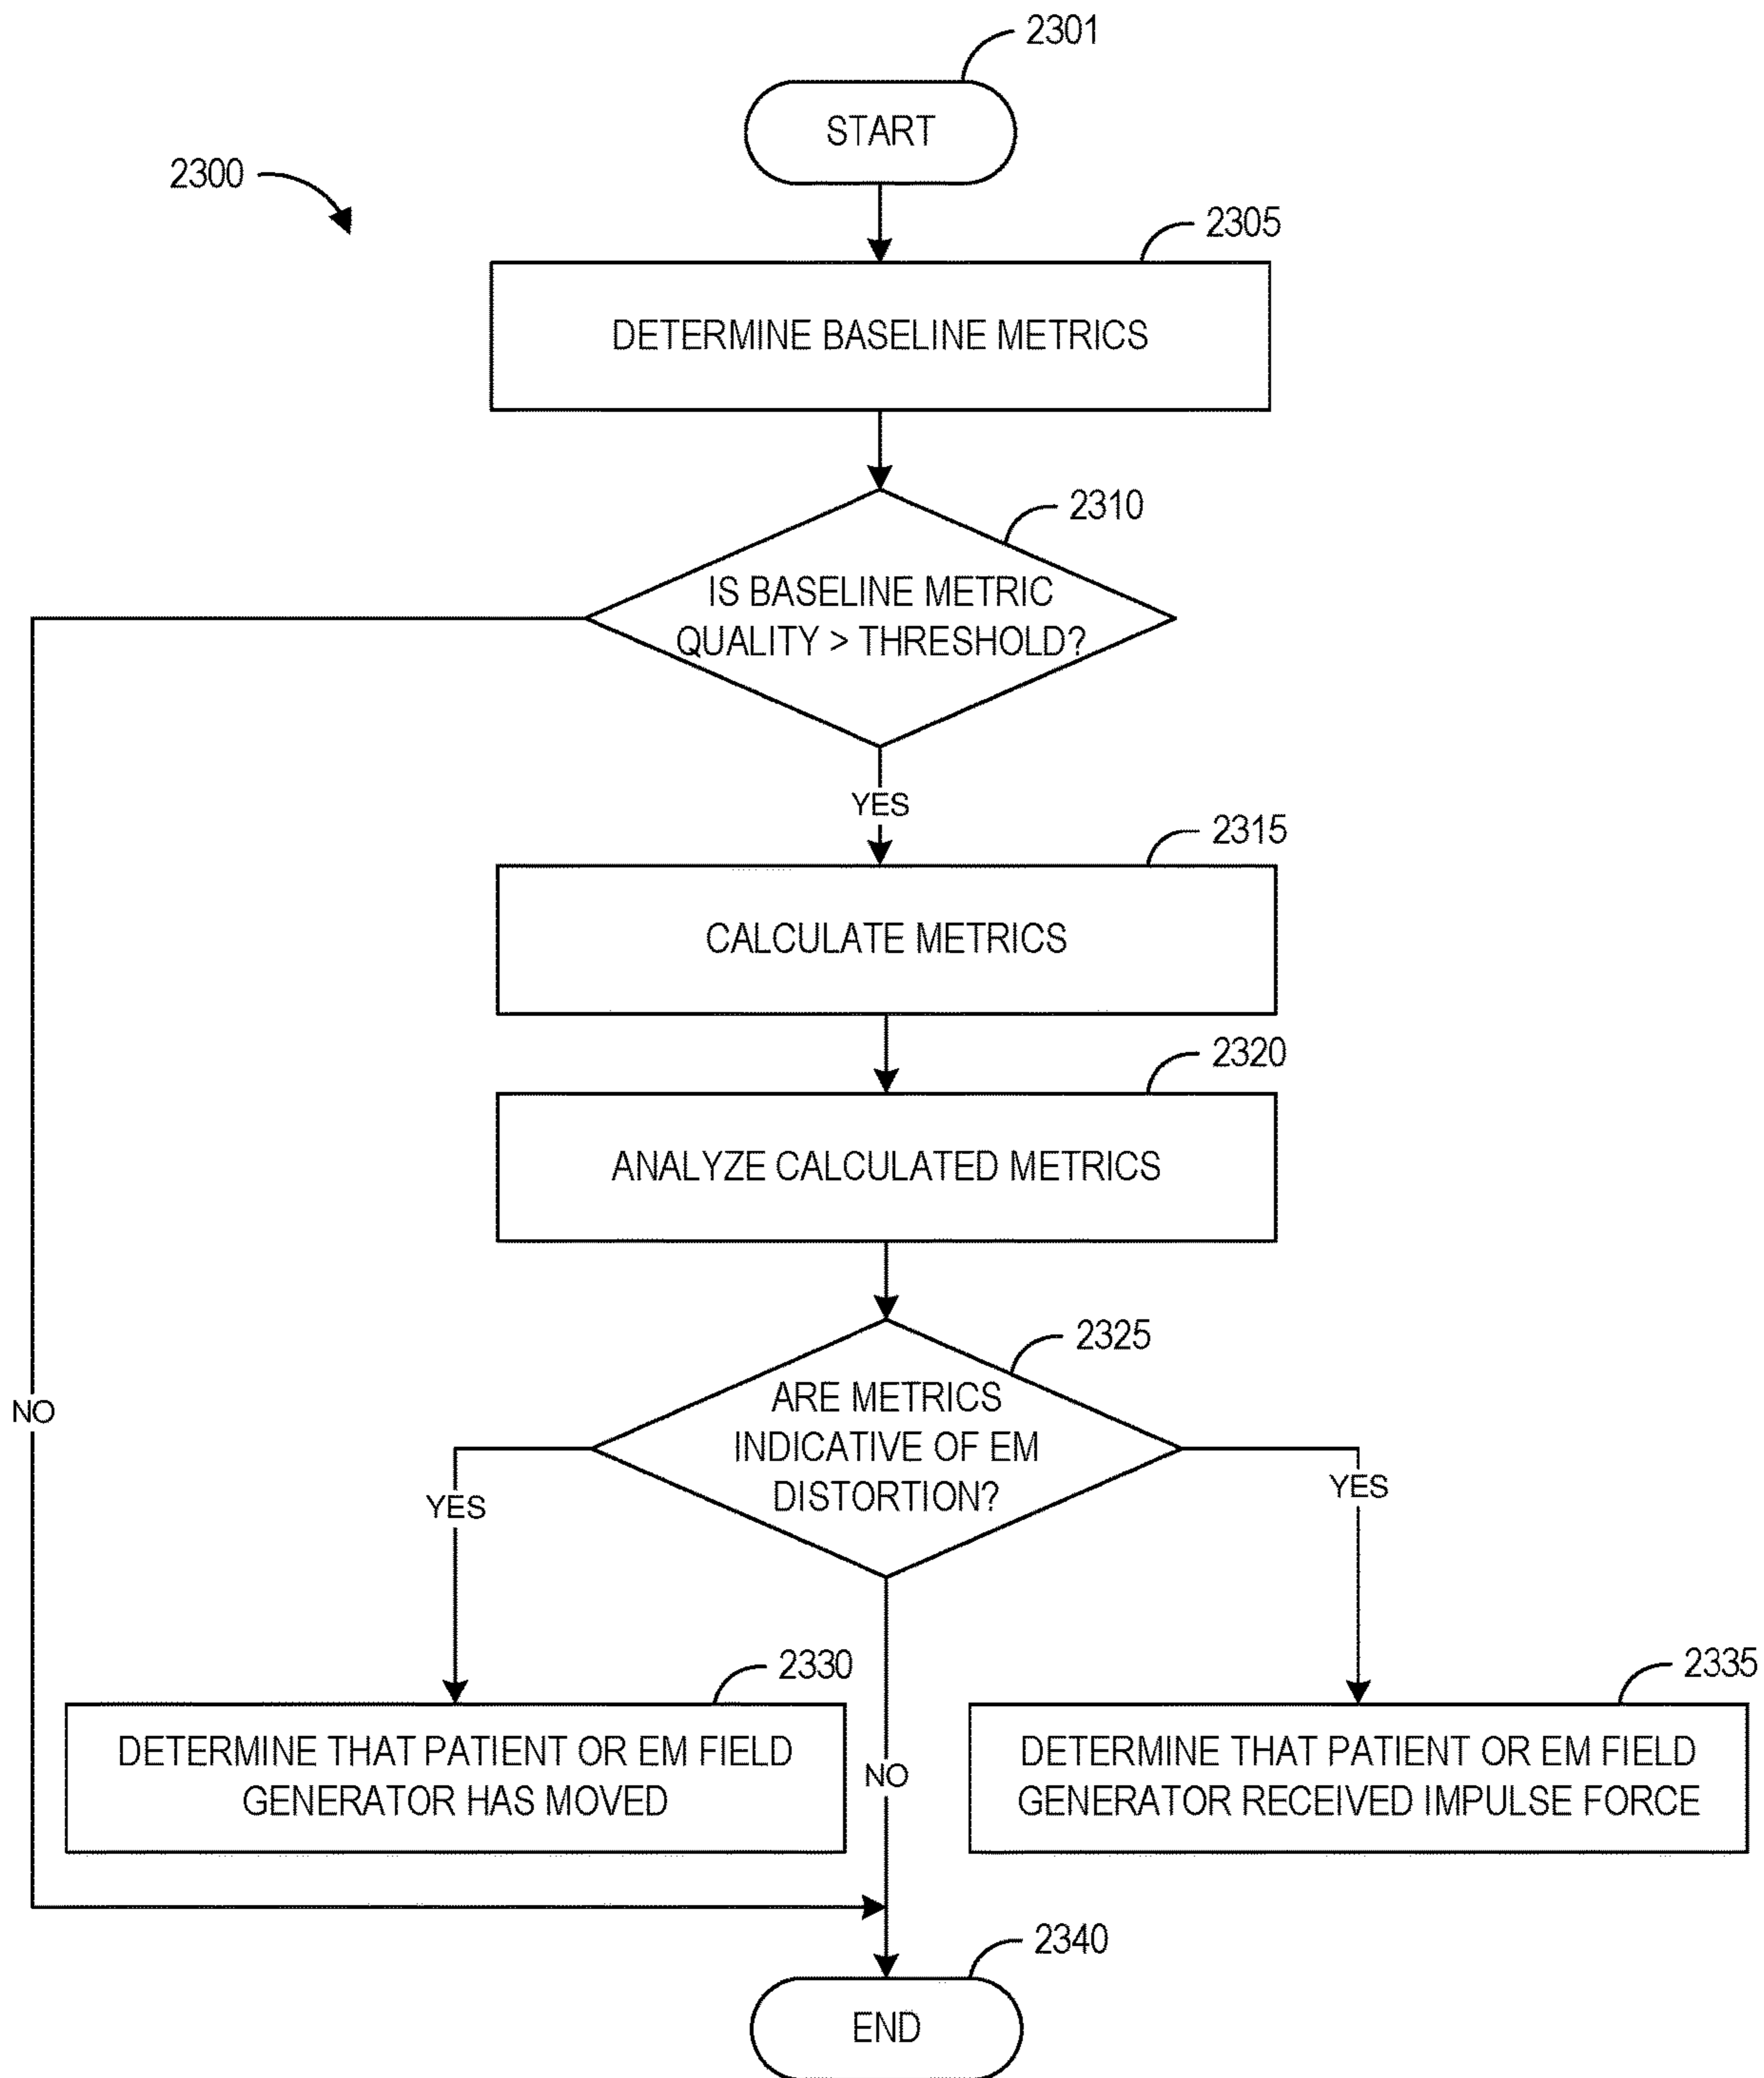 2301
START
2300
2305
DETERMINE BASELINE METRICS
2310
IS BASELINE METRIC
QUALITY > THRESHOLD?
YES
2315
CALCULATE METRICS
2320
ANALYZE CALCULATED METRICS
2325
ARE METRICS
INDICATIVE OF EM
DISTORTION?
NO
YES
YES
2330
DETERMINE THAT PATIENT OR EM FIELD
GENERATOR HAS MOVED
NO
2335
DETERMINE THAT PATIENT OR EM FIELD
GENERATOR RECEIVED IMPULSE FORCE
2340
END